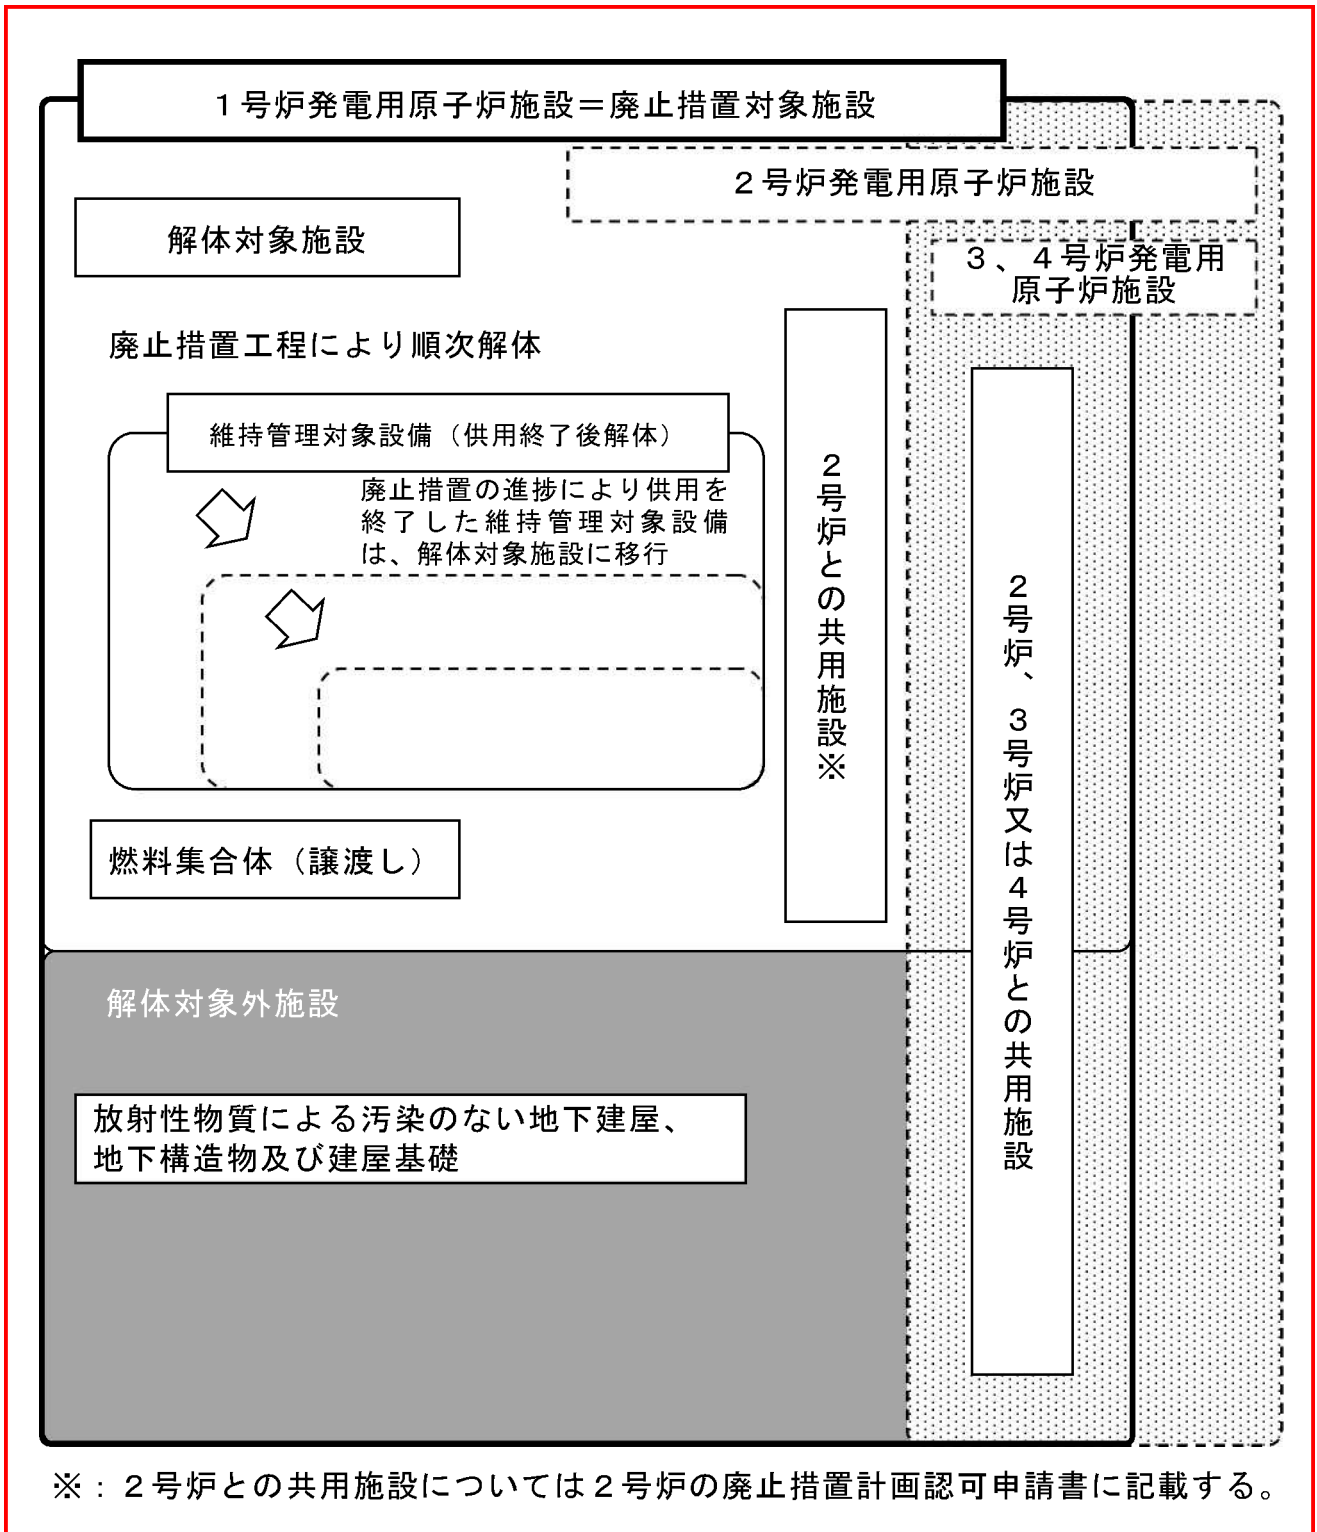 １号炉発電用原子炉施設＝廃止措置対象施設
２号炉発電用原子炉施設
解体対象施設
３、４号炉発電用
原子炉施設
廃止措置工程により順次解体
維持管理対象設備（供用終了後解体）
廃止措置の進捗により供用を
終了した維持管理対象設備
は、解体対象施設に移行
２号炉との共用施設※
２号炉、３号炉又は４号炉との共用施設
燃料集合体（譲渡し）
解体対象外施設
放射性物質による汚染のない地下建屋、
地下構造物及び建屋基礎
※：２号炉との共用施設については２号炉の廃止措置計画認可申請書に記載する。